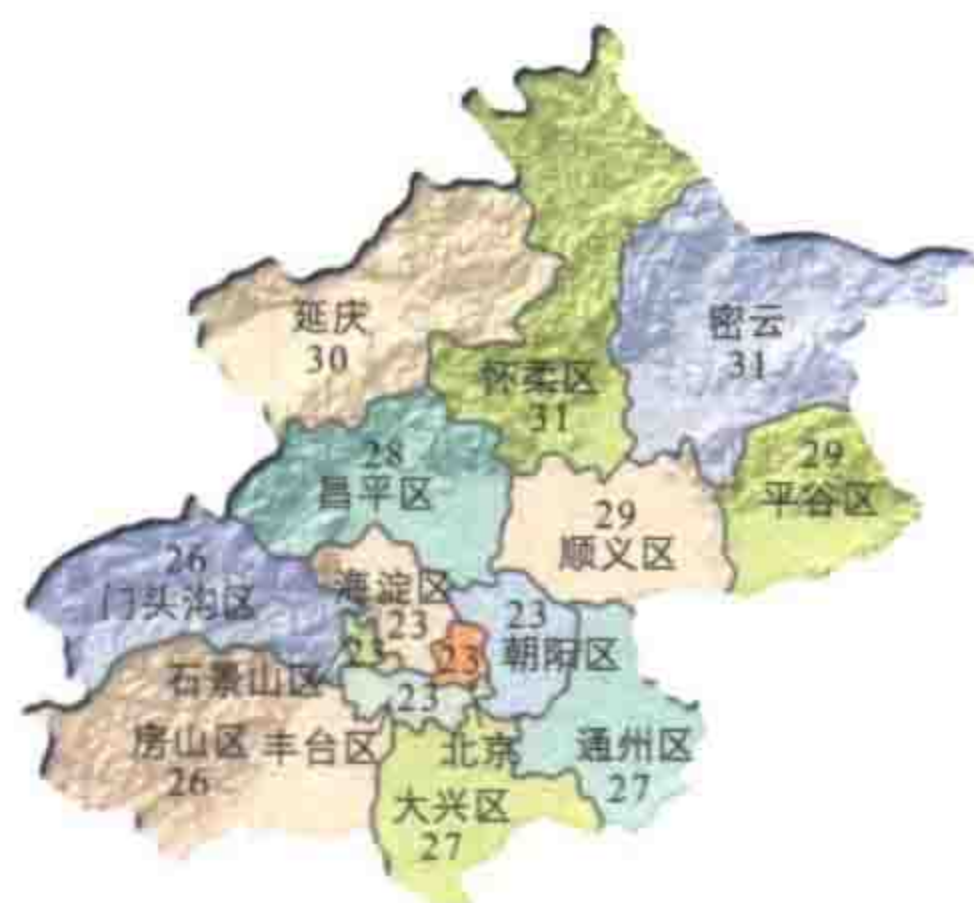 延庆
30
密云
31
怀柔区
31
28
昌平区
29
平谷区
29
顺义区
26
门头沟区
海淀区
23
23
朝阳区
23
23
石景山区
23
房山区
26
丰台区
北京
通州区
27
大兴区
27